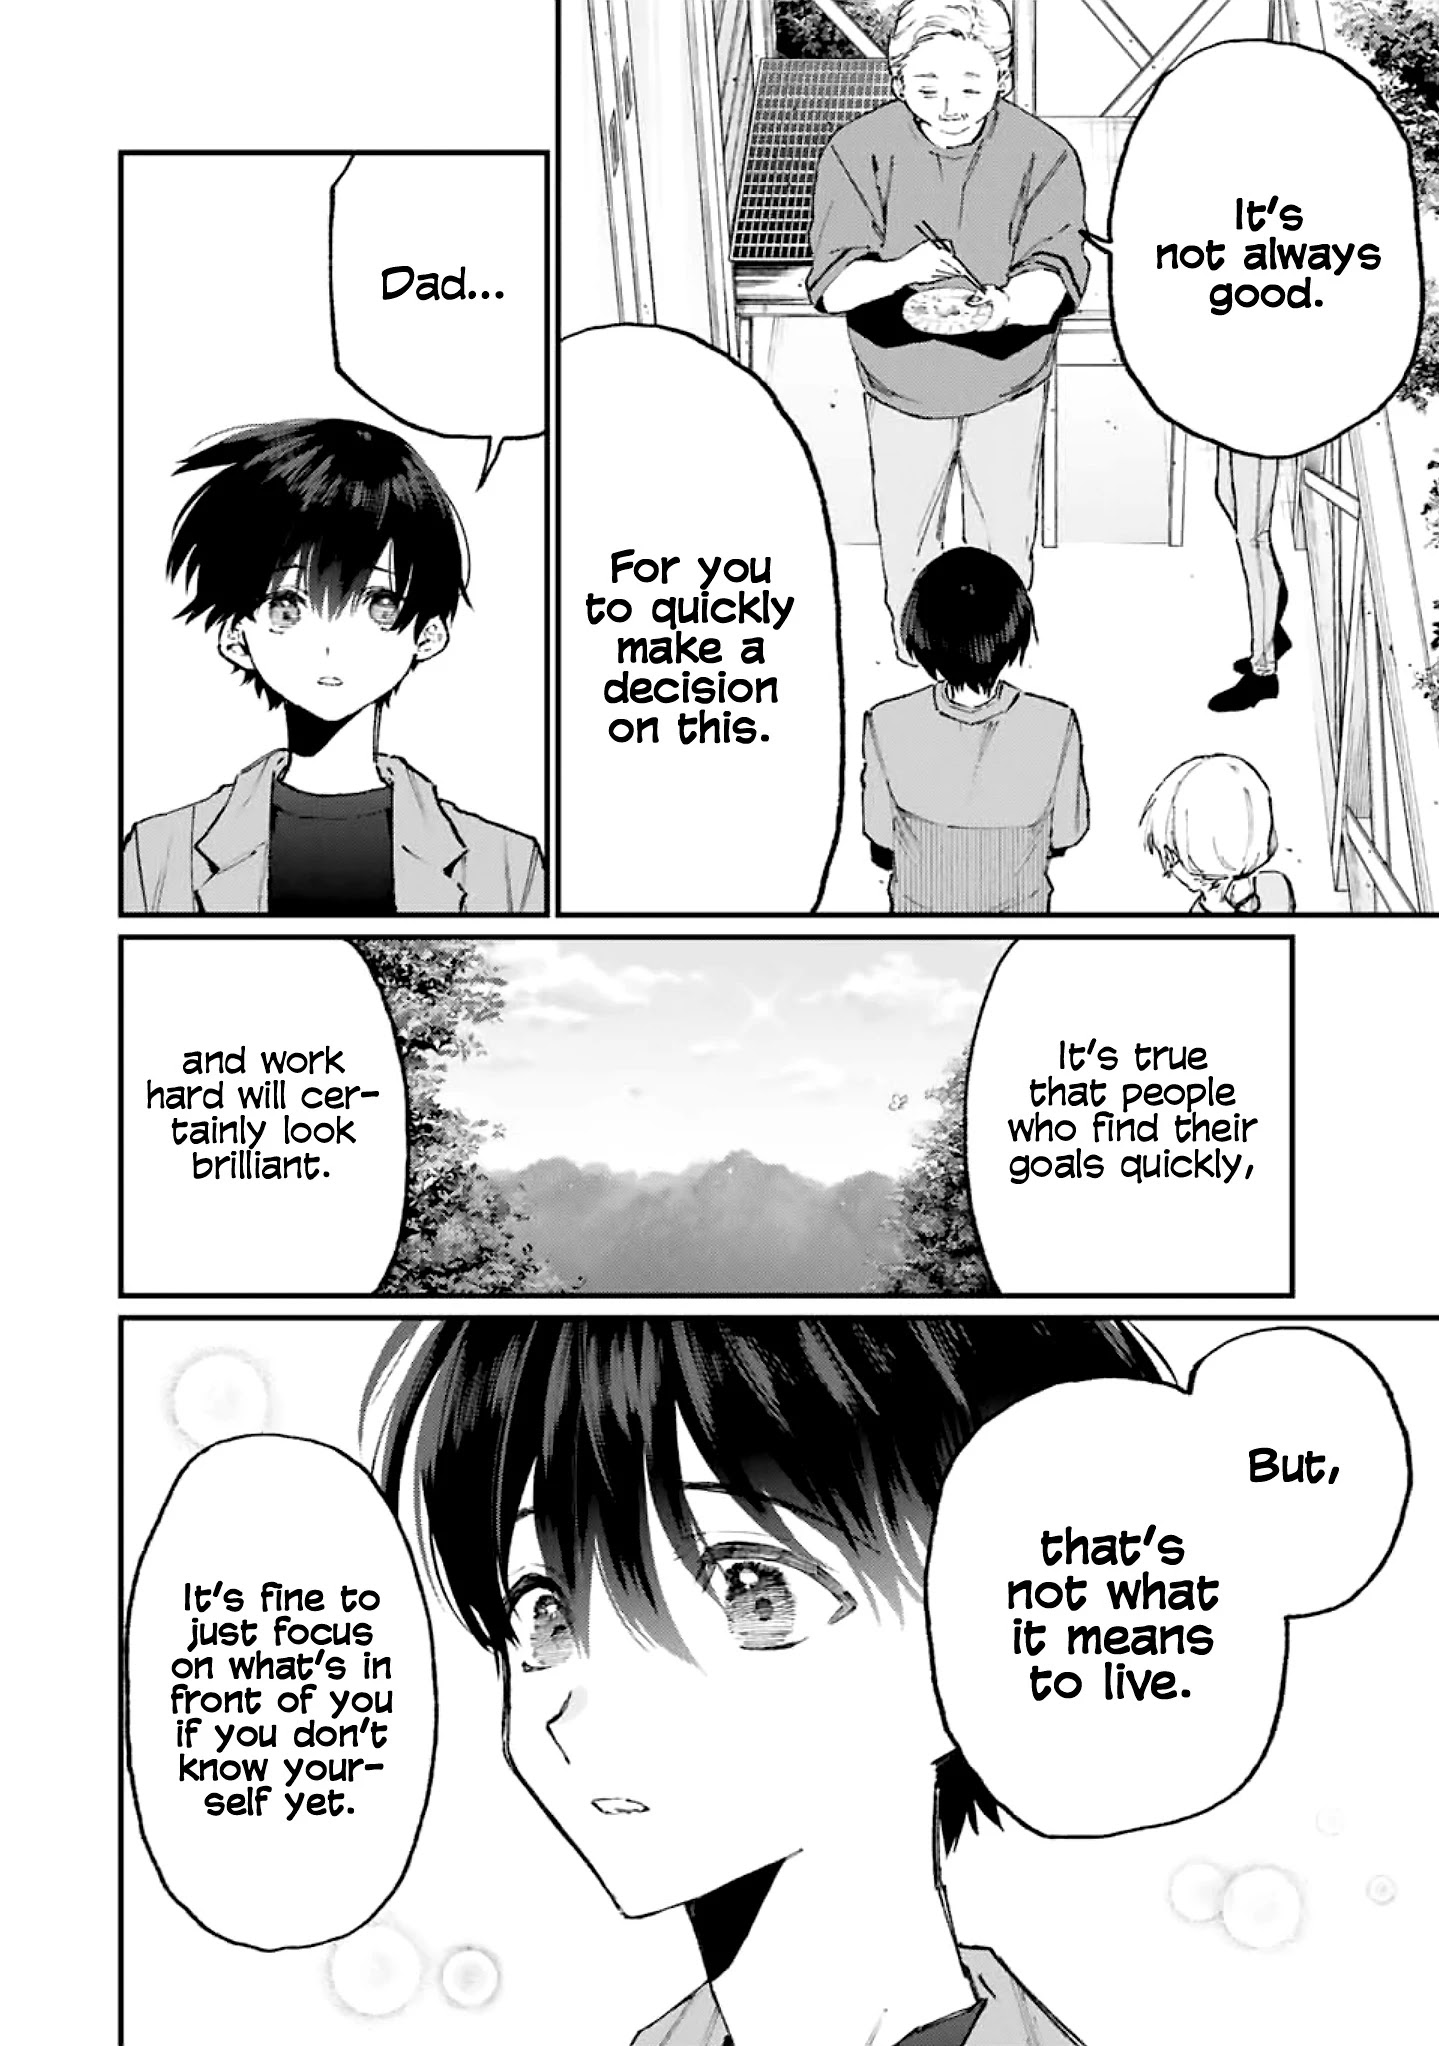 It's
not always
good.
For you
to quickly
make a
decision
on this.
Dad...
It's true
that people
who find their
goals quickly,
and work
hard will cer-
tainly look
brilliant.
But,
that's
not what
it means
to live.
It's fine to
just focus
on what's in
front of you
if you don't
know your-
self yet.